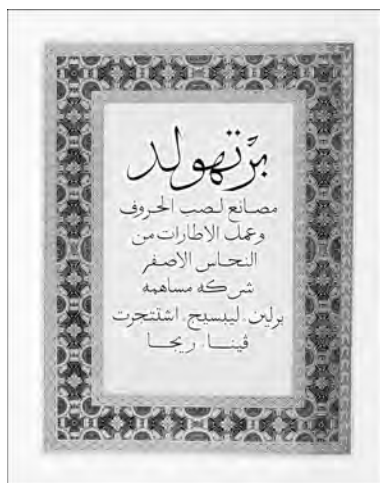 برتهولد
مصانع لصب الحروف
وعمل الاطارات من
النحاس الاصفر
شركه مساهمه
برلين . ليبسيج . اشتتجرت
ڤينا . ريجا